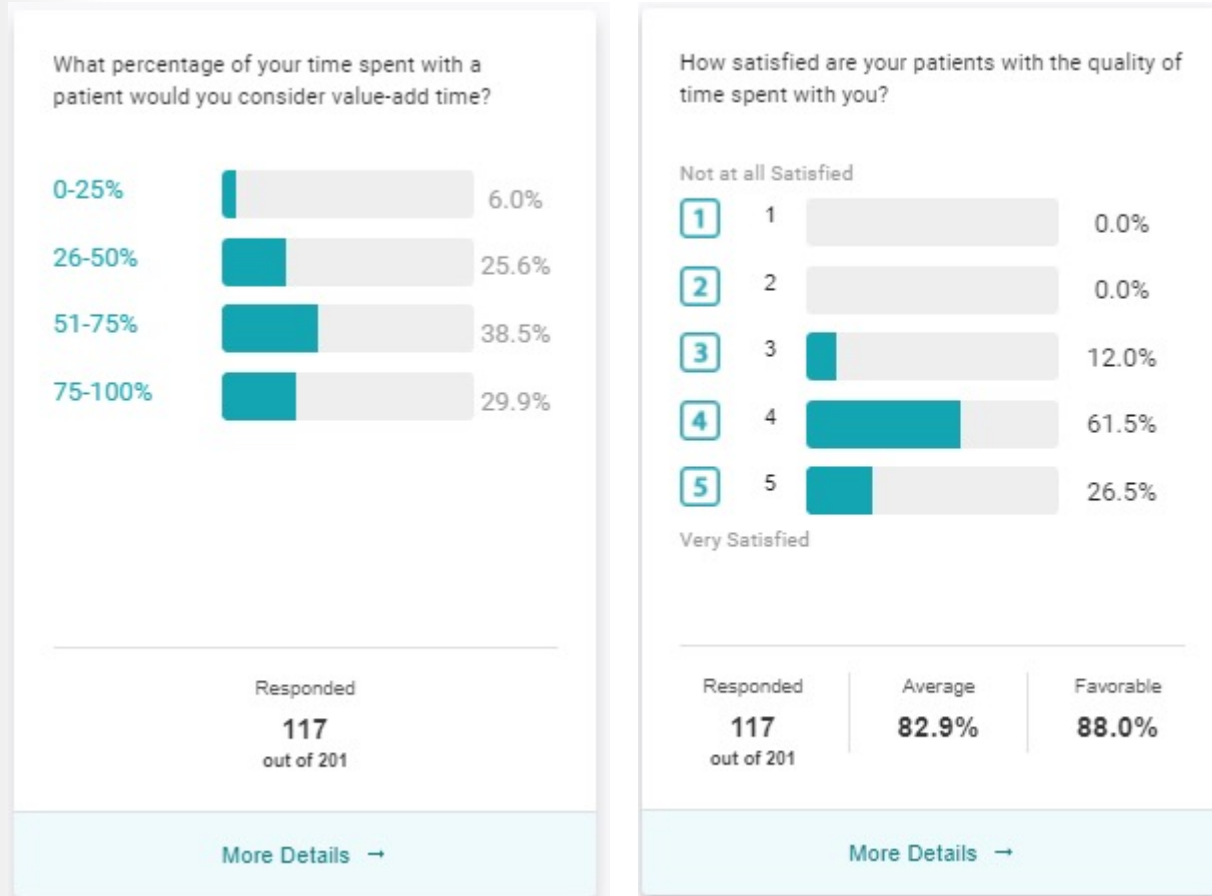 What percentage of your time spent with a
patient would you consider value-add time?
0-25%
6.0%
26-50%
25.6%
51-75%
38.5%
75-100%
29.9%
Responded
117
out of 201
More Details →
How satisfied are your patients with the quality of
time spent with you?
Not at all Satisfied
1 1 0.0%
2 2 0.0%
3 3 12.0%
4 4 61.5%
5 5 26.5%
Very Satisfied
Responded Average Favorable
117 82.9% 88.0%
out of 201
More Details →